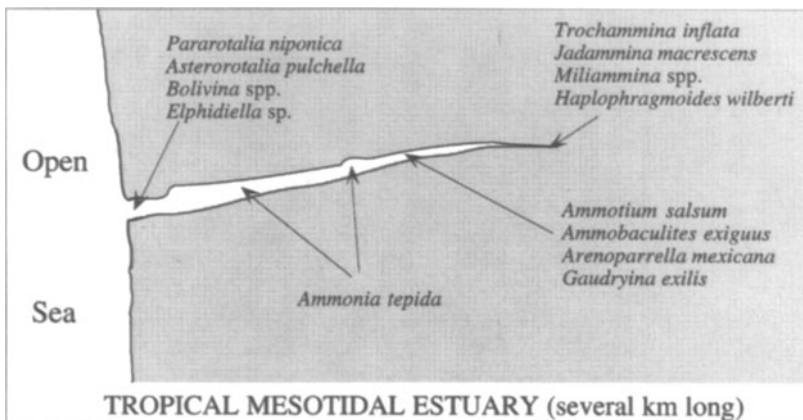 Pararotalia niponica
Asterorotalia pulchella
Bolivina spp.
Elphidiella sp.
Trochammina inflata
Jadammina macrescens
Miliammina spp.
Haplophragmoides wilberti
Open
Sea
Ammonia tepida
Ammotium salsum
Ammobaculites exiguus
Arenoparrella mexicana
Gaudryina exilis
TROPICAL MESOTIDAL ESTUARY (several km long)